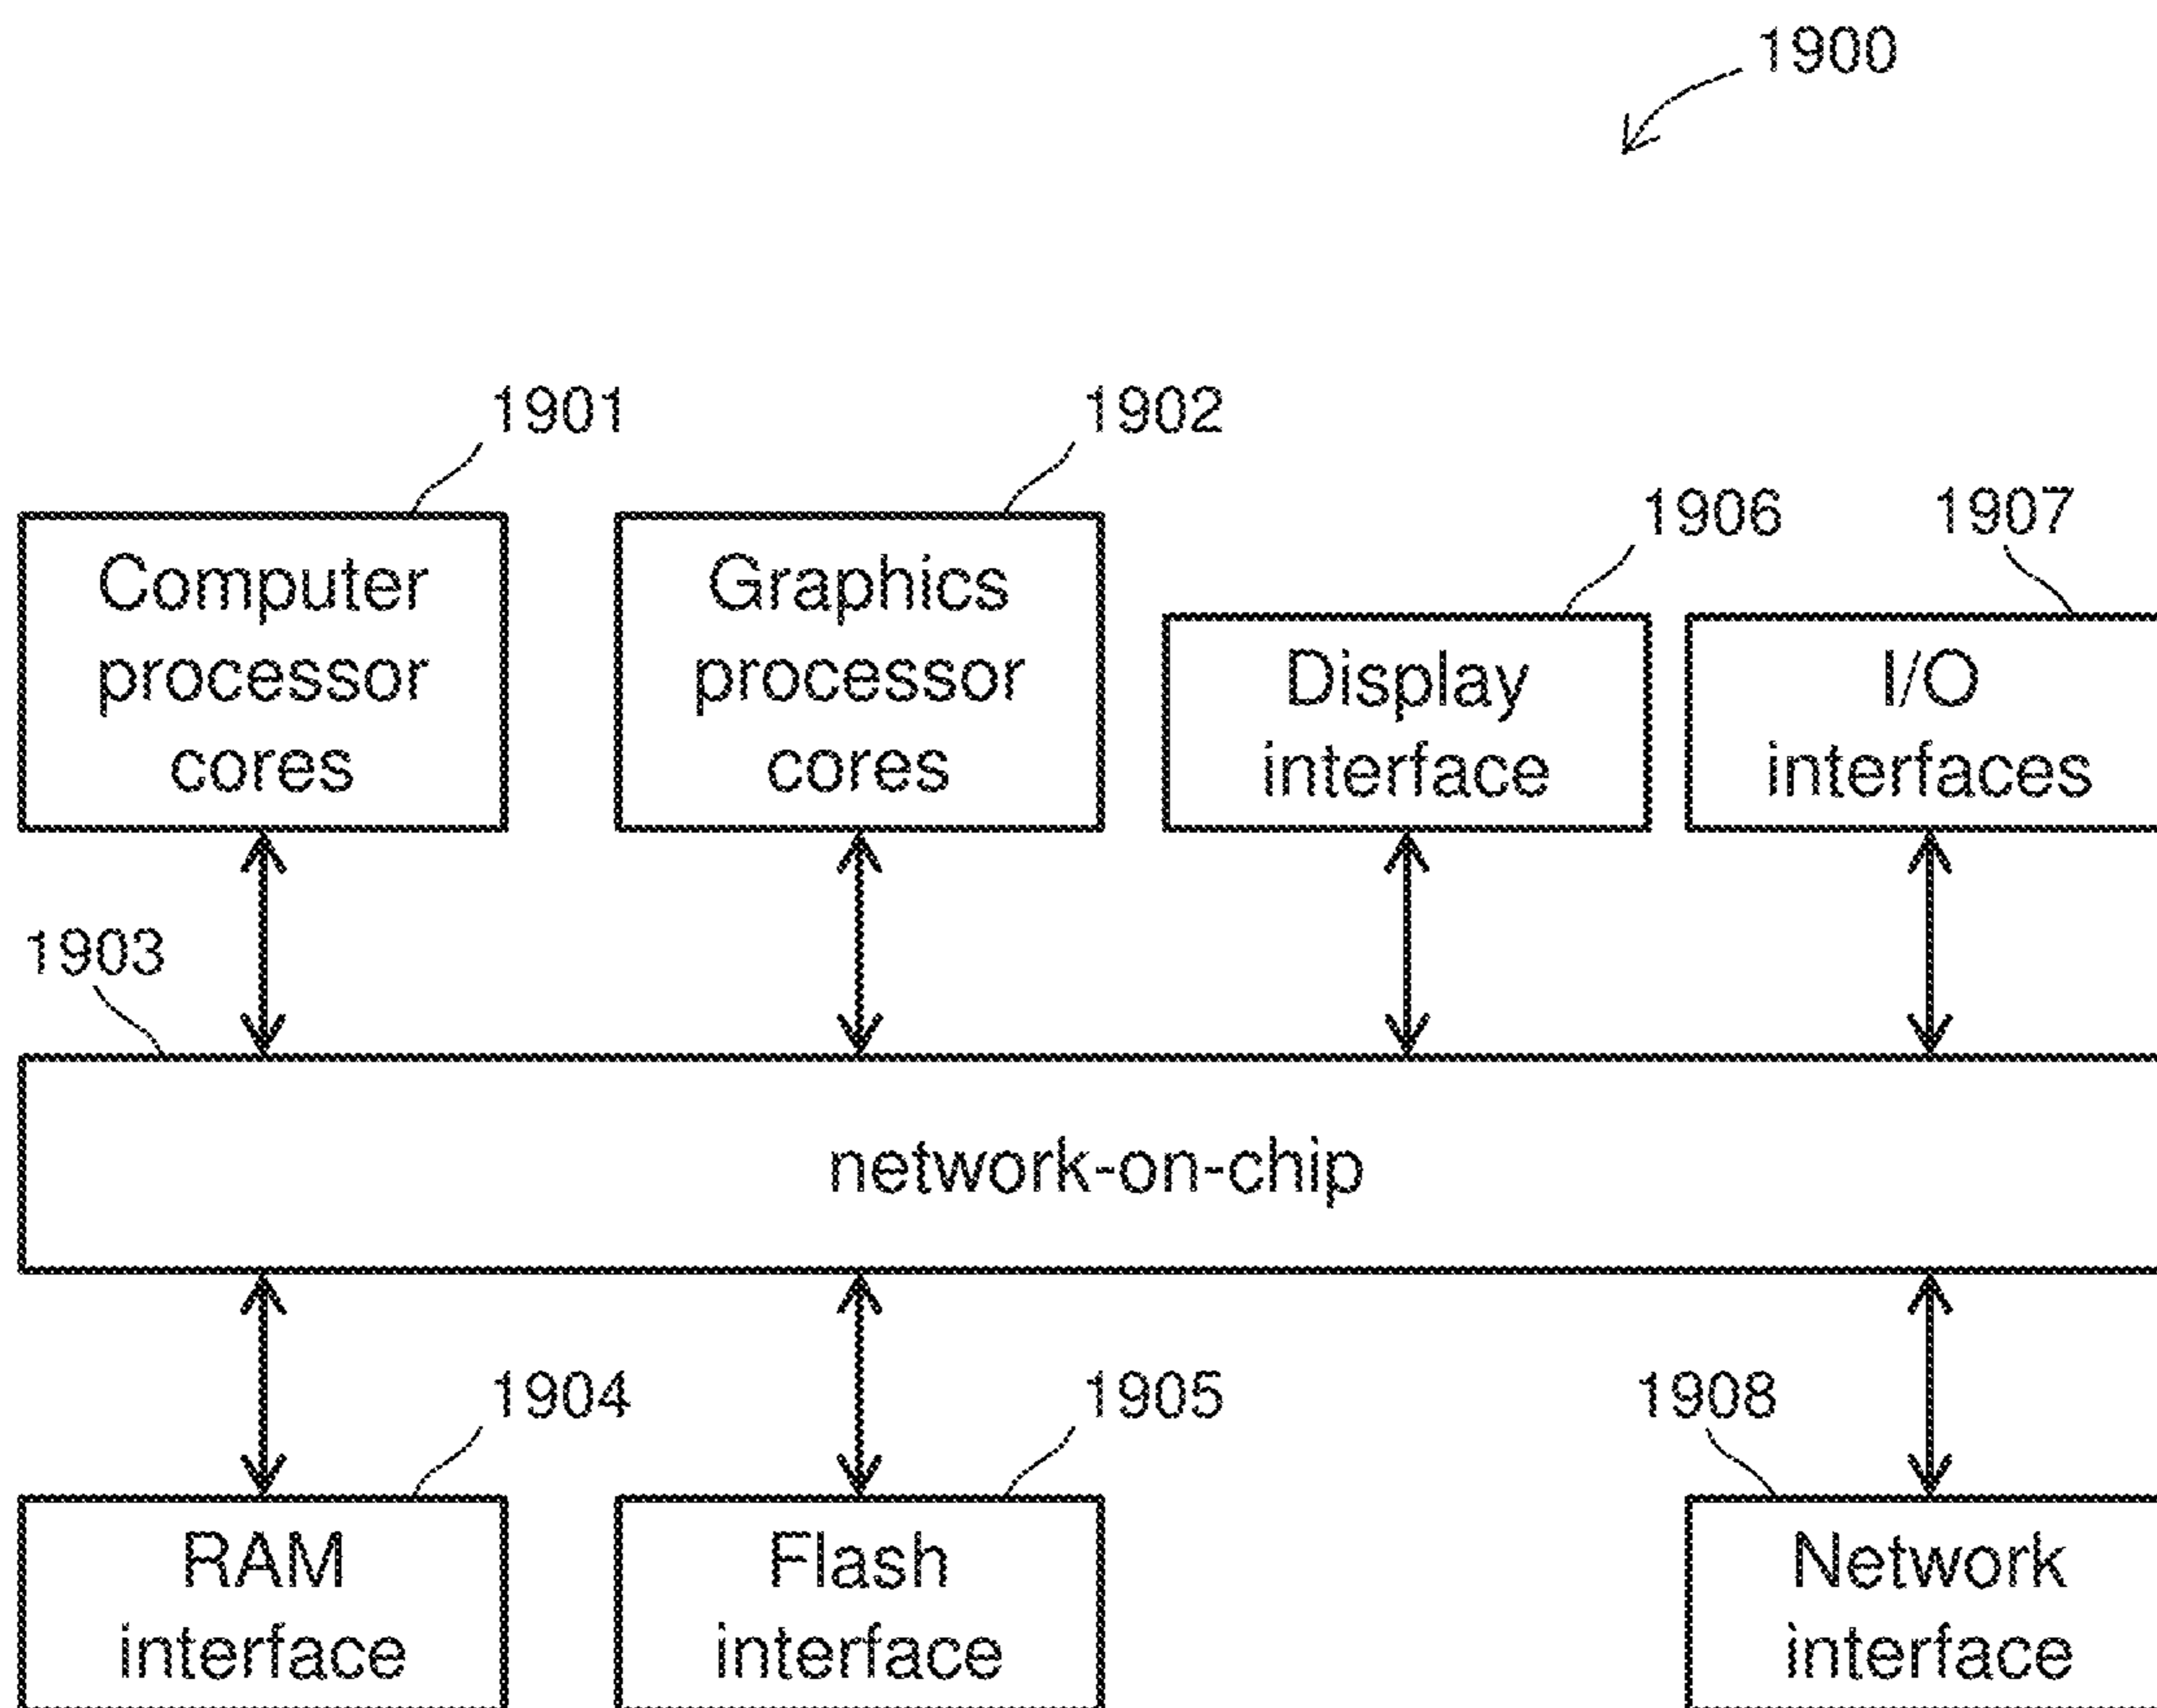 1900
1901
1902
1906
1907
Computer
processor
cores
Graphics
processor
cores
Display
interface
I/O
interfaces
1903
network-on-chip
1904
1905
1908
RAM
interface
Flash
interface
Network
interface